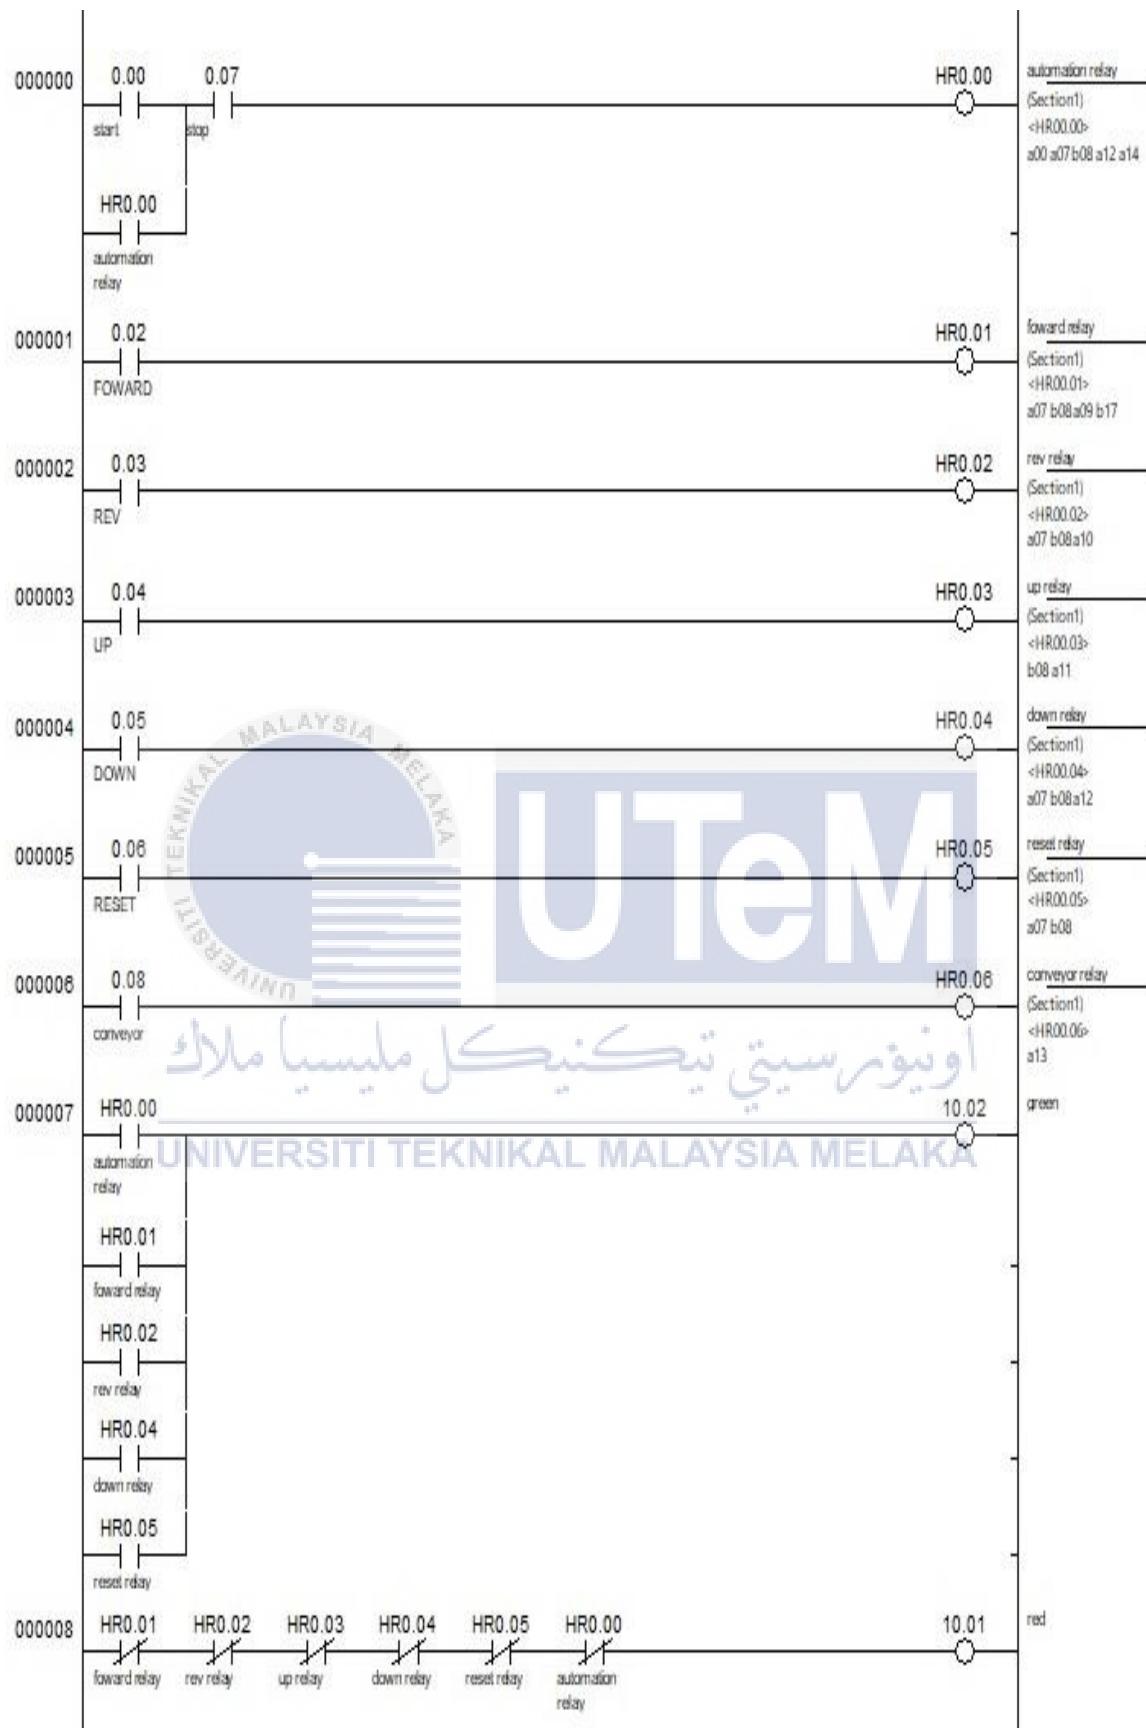 000000
0.00 0.07 HR0.00
start stop
automation relay
(Section1)
<HR00.00>
a00 a07 b08 a12 a14
HR0.00
automation
relay
000001
0.02 HR0.01
FOWARD
foward relay
(Section1)
<HR00.01>
a07 b08 a09 b17
000002
0.03 HR0.02
REV
rev relay
(Section1)
<HR00.02>
a07 b08 a10
000003
0.04 HR0.03
UP
up relay
(Section1)
<HR00.03>
b08 a11
000004
0.05 HR0.04
DOWN
down relay
(Section1)
<HR00.04>
a07 b08 a12
000005
0.06 HR0.05
RESET
reset relay
(Section1)
<HR00.05>
a07 b08
000006
0.08 HR0.06
conveyor
conveyor relay
(Section1)
<HR00.06>
a13
UNIVERSITI TEKNIKAL MALAYSIA MELAKA
UTeM
اونيۏرسيتي تيكنيكل مليسيا ملاك
UNIVERSITI TEKNIKAL MALAYSIA MELAKA
000007
HR0.00 10.02
automation
relay
green
HR0.01
foward relay
HR0.02
rev relay
HR0.04
down relay
HR0.05
reset relay
000008
HR0.01 HR0.02 HR0.03 HR0.04 HR0.05 HR0.00 10.01
foward relay rev relay up relay down relay reset relay automation
relay
red